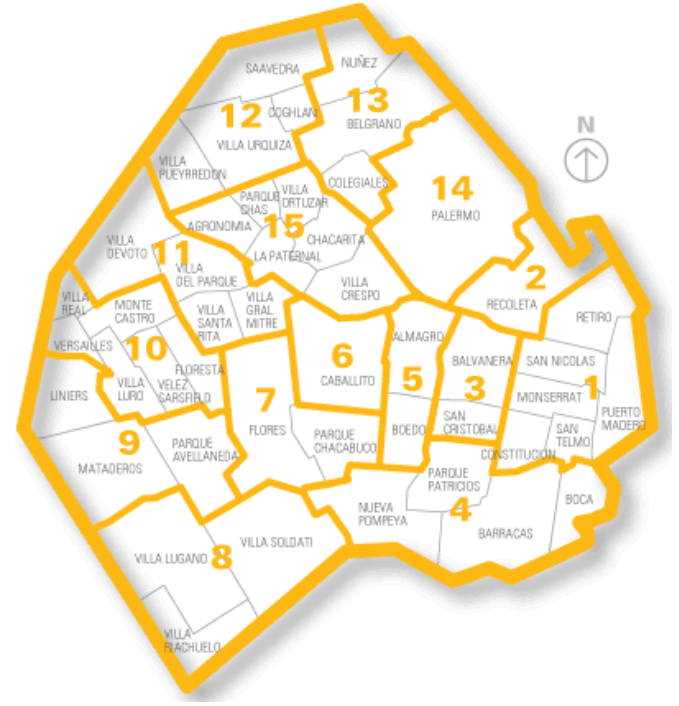 NUÑEZ
SAAVEDRA
13
COGHLAN
12
BELGRANO
N
VILLA URQUIZA
VILLA
PUEYRREDON
COLEGIALES
14
PALERMO
PARQUE
CHAS
VILLA
ORTUZAR
AGRONOMIA
15
CHACARITA
LA PATERNAL
VILLA
DEVOTO
11
VILLA
DEL PARQUE
2
RECOLETA
VILLA
CRESPO
VILLA
REAL
MONTE
CASTRO
VILLA
SANTA
RITA
VILLA
GRAL
MITRE
RETIRO
ALMAGRO
VERSAILLES
10
6
CABALLITO
BALVANERA
SAN NICOLAS
FLORESTA
5
3
1
LINIERS
VILLA
LURO
VELEZ
SARSFIELD
7
MONSERRAT
PUERTO
MADERO
FLORES
BOEDO
SAN
CRISTOBAL
SAN
TELMO
9
MATADEROS
PARQUE
AVELLANEDA
PARQUE
CHACABUCO
CONSTITUCION
PARQUE
PATRICIOS
4
BOCA
NUEVA
POMPEYA
BARRACAS
VILLA SOLDATI
VILLA LUGANO
8
VILLA
RIACHUELO